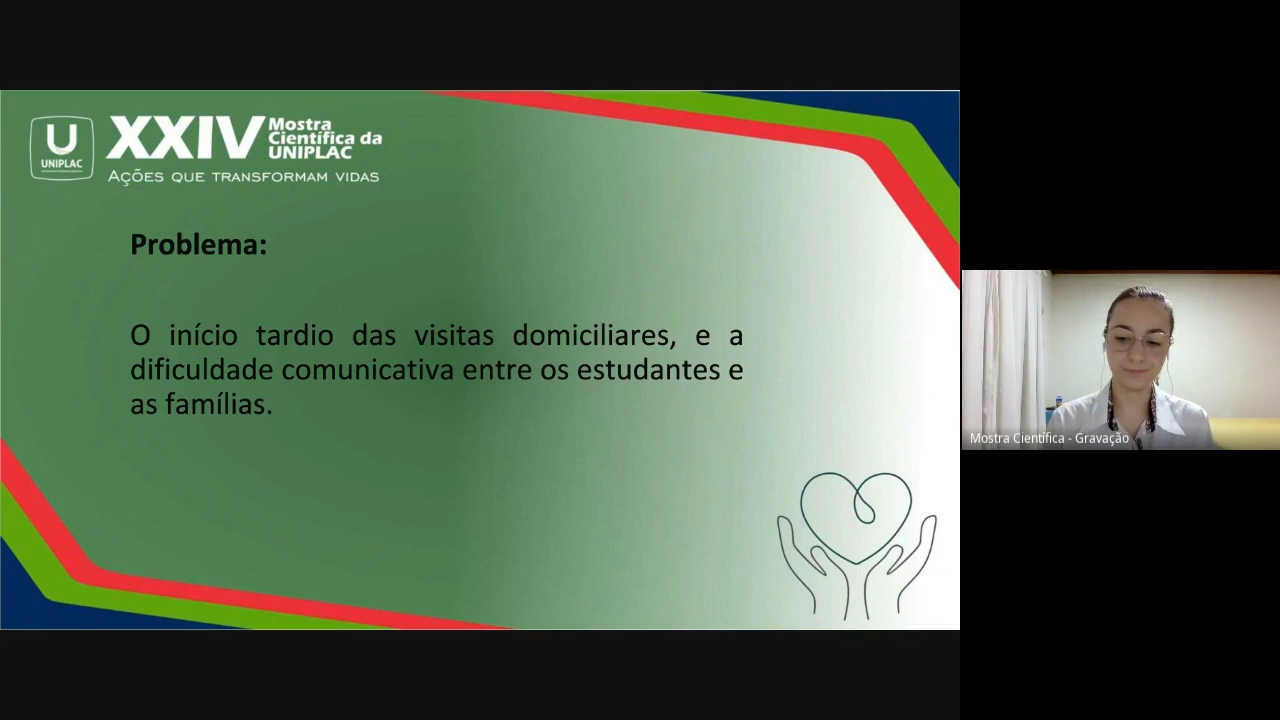 U
UNIPLAC
XXIV
Mostra
Científica da
UNIPLAC
AÇÕES QUE TRANSFORMAM VIDAS
Problema:
O início tardio das visitas domiciliares, e a
dificuldade comunicativa entre os estudantes e
as famílias.
Mostra Científica - Gravação